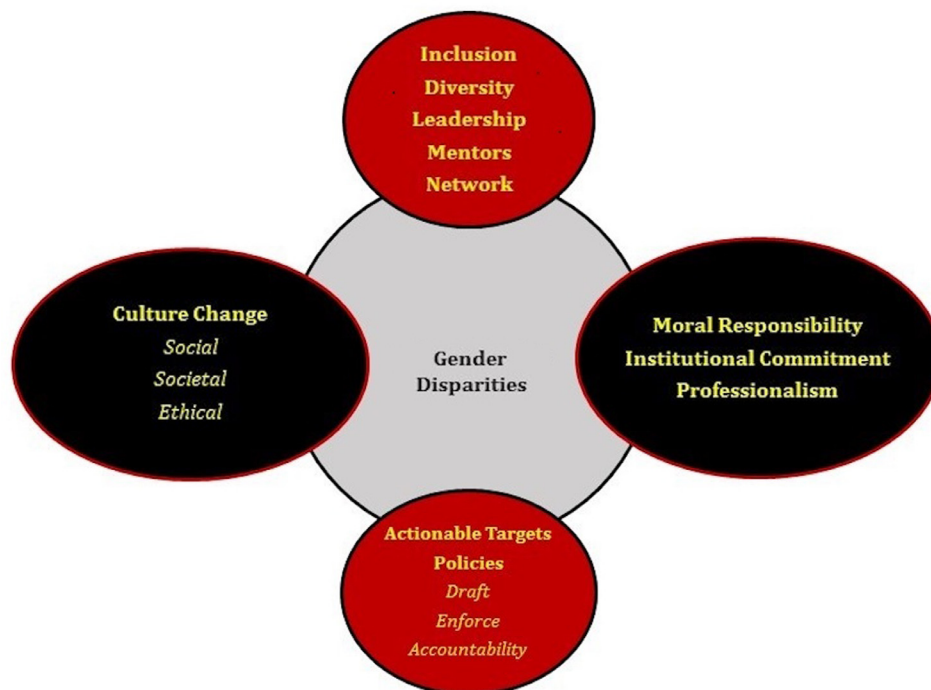 Inclusion
Diversity
Leadership
Mentors
Network
Culture Change
Social
Societal
Ethical
Gender
Disparities
Moral Responsibility
Institutional Commitment
Professionalism
Actionable Targets
Policies
Draft
Enforce
Accountability